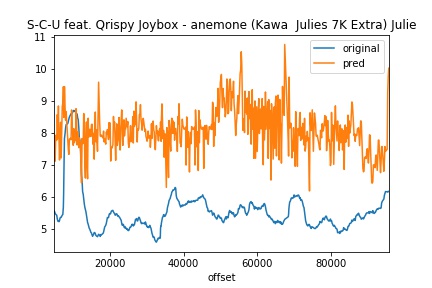 S-C-U feat. Qrispy Joybox - anemone (Kawa  Julies 7K Extra) Julie
original
pred
11
10
9
8
7
6
5
20000 40000 60000 80000
offset